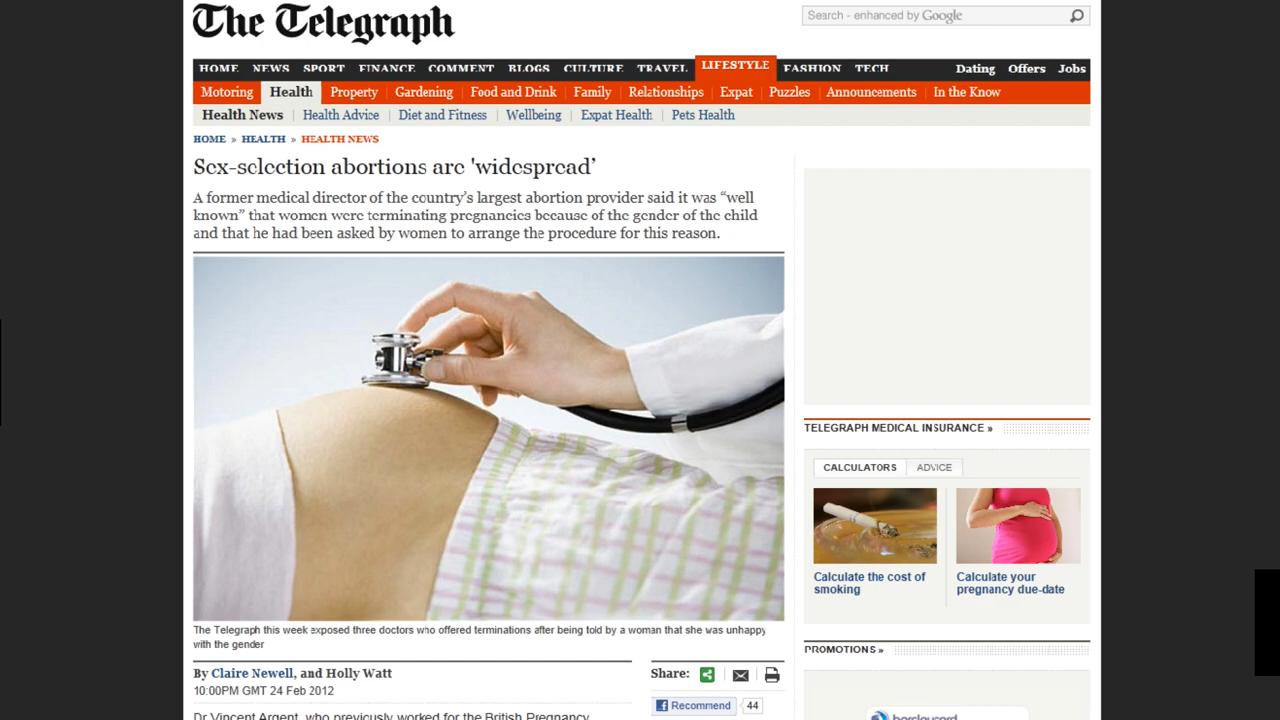 The Telegraph
Search - enhanced by Google
HOME NEWS SPORT FINANCE COMMENT BLOGS CULTURE TRAVEL LIFESTYLE FASHION TECH Dating Offers Jobs
Motoring Health Property Gardening Food and Drink Family Relationships Expat Puzzles Announcements In the Know
Health News Health Advice Diet and Fitness Wellbeing Expat Health Pets Health
HOME » HEALTH » HEALTH NEWS
Sex-selection abortions are 'widespread’
A former medical director of the country’s largest abortion provider said it was “well
known” that women were terminating pregnancies because of the gender of the child
and that he had been asked by women to arrange the procedure for this reason.
The Telegraph this week exposed three doctors who offered terminations after being told by a woman that she was unhappy
with the gender
By Claire Newell, and Holly Watt
10:00PM GMT 24 Feb 2012
Share:
Recommend 44
Dr Vincent Argent, who previously worked for the British Pregnancy
TELEGRAPH MEDICAL INSURANCE »
CALCULATORS ADVICE
Calculate the cost of
smoking
Calculate your
pregnancy due-date
PROMOTIONS »
barclaycard